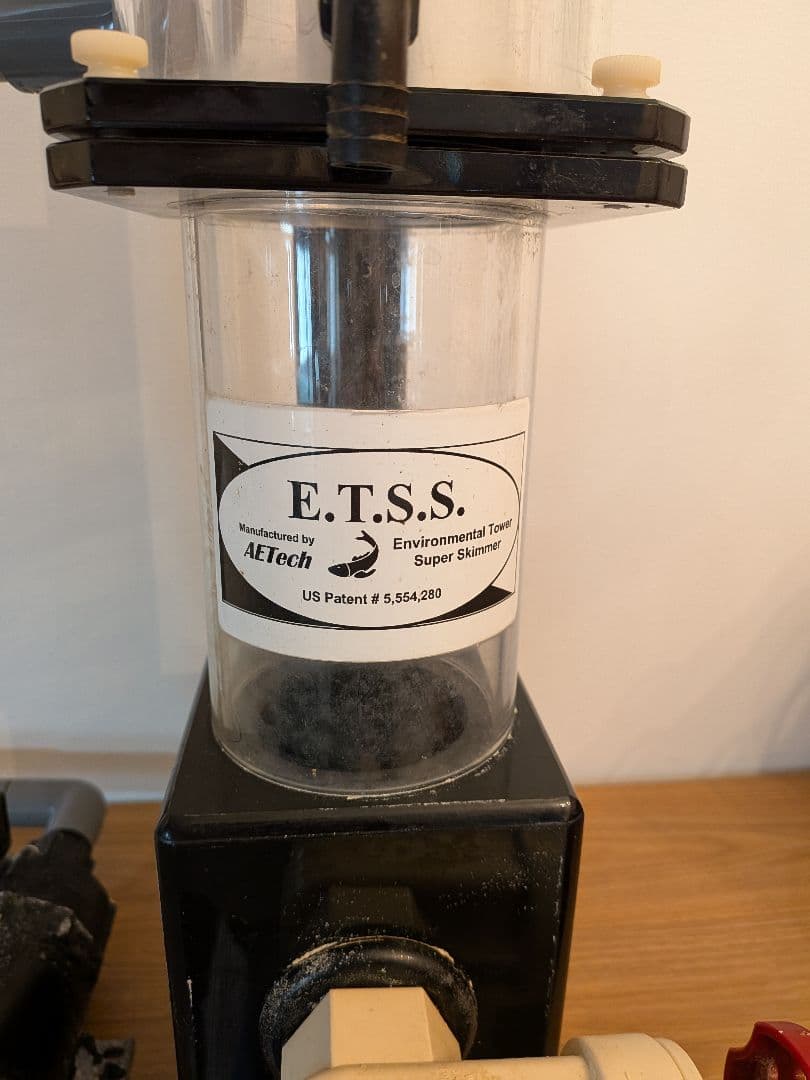 E.T.S.S.
Manufactured by
AETech
Environmental Tower
Super Skimmer
US Patent # 5,554,280